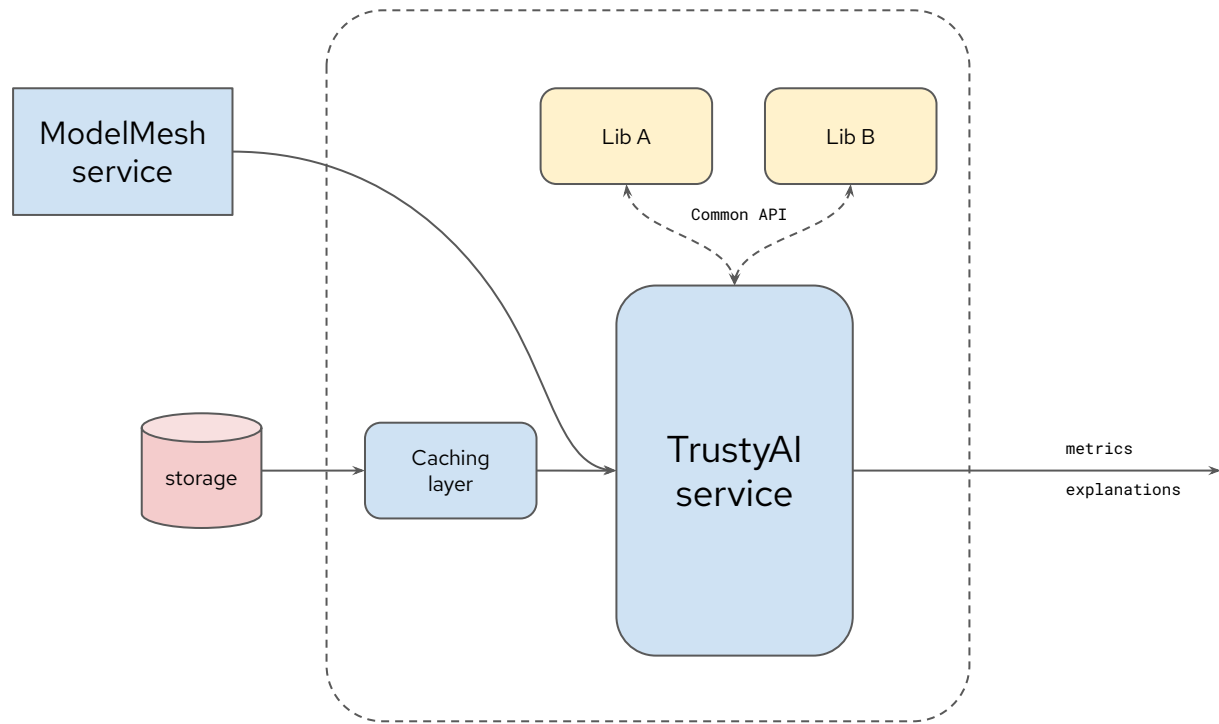 ModelMesh
service
Lib A
Lib B
Common API
storage
Caching
layer
TrustyAI
service
metrics
explanations